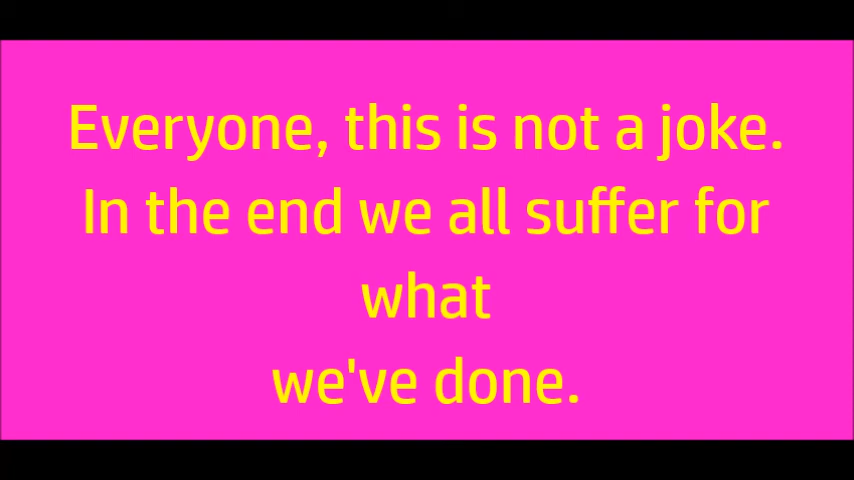 Everyone, this is not a joke.
In the end we all suffer for
what
we've done.